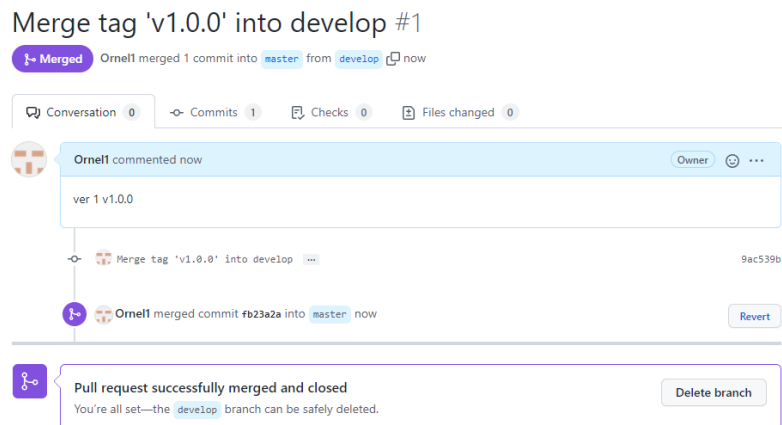 Merge tag 'v1.0.0' into develop #1
Merged Ornel1 merged 1 commit into master from develop now
Conversation 0 Commits 1 Checks 0 Files changed 0
Ornel1 commented now Owner
ver 1 v1.0.0
Merge tag 'v1.0.0' into develop ... 9ac539b
Ornel1 merged commit fb23a2a into master now Revert
Pull request successfully merged and closed
You're all set—the develop branch can be safely deleted.
Delete branch